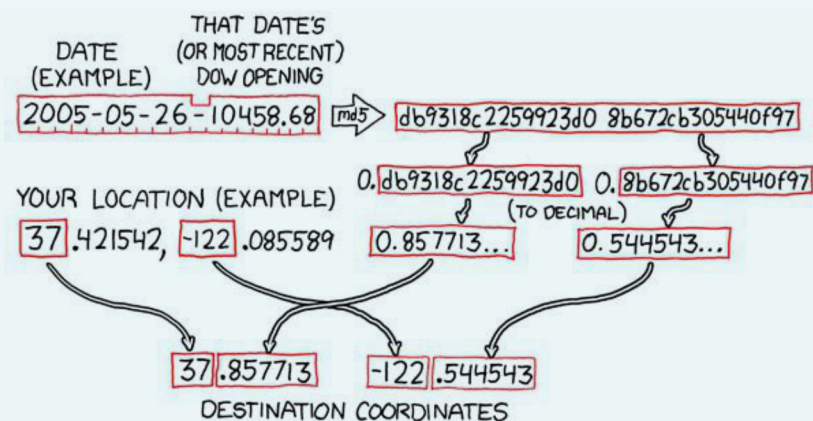 DATE
(EXAMPLE)
THAT DATE'S
(OR MOST RECENT)
DOW OPENING
2005-05-26-10458.68
md5
db9318c2259923d0 8b672cb305440f97
0.db9318c2259923d0 0.8b672cb305440f97
(TO DECIMAL)
YOUR LOCATION (EXAMPLE)
37.421542, -122.085589
0.857713... 0.544543...
37.857713 -122.544543
DESTINATION COORDINATES